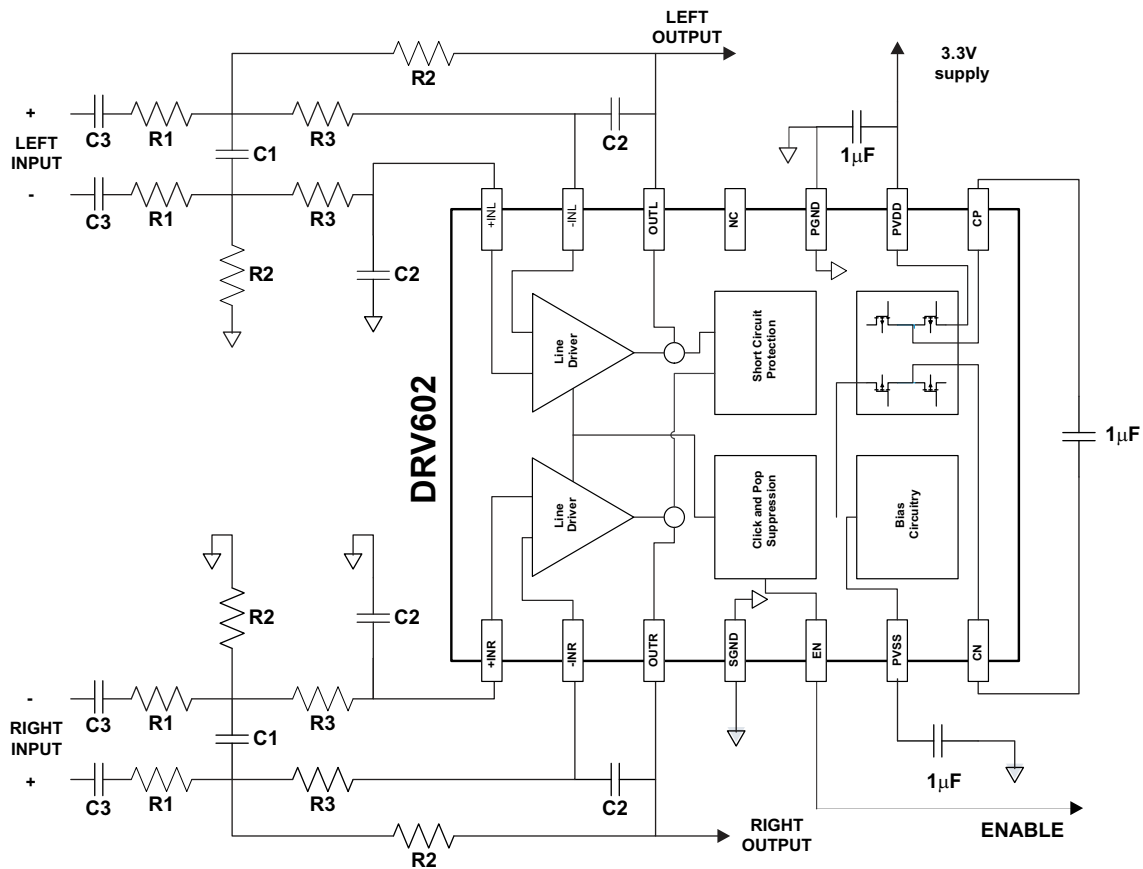 LEFT
OUTPUT
R2
3.3V
supply
+
C3
R1
R3
C2
1μF
LEFT
INPUT
C1
-
C3
R1
R3
R2
C2
+INL
-INL
OUTL
NC
PGND
PVDD
CP
DRV602
Line
Driver
Short Circuit
Protection
1μF
Line
Driver
Click and Pop
Suppression
Bias
Circuitry
R2
C2
+INR
-INR
OUTR
SGND
EN
PVSS
CN
-
C3
R1
R3
RIGHT
INPUT
C1
+
C3
R1
R3
C2
1μF
R2
RIGHT
OUTPUT
ENABLE